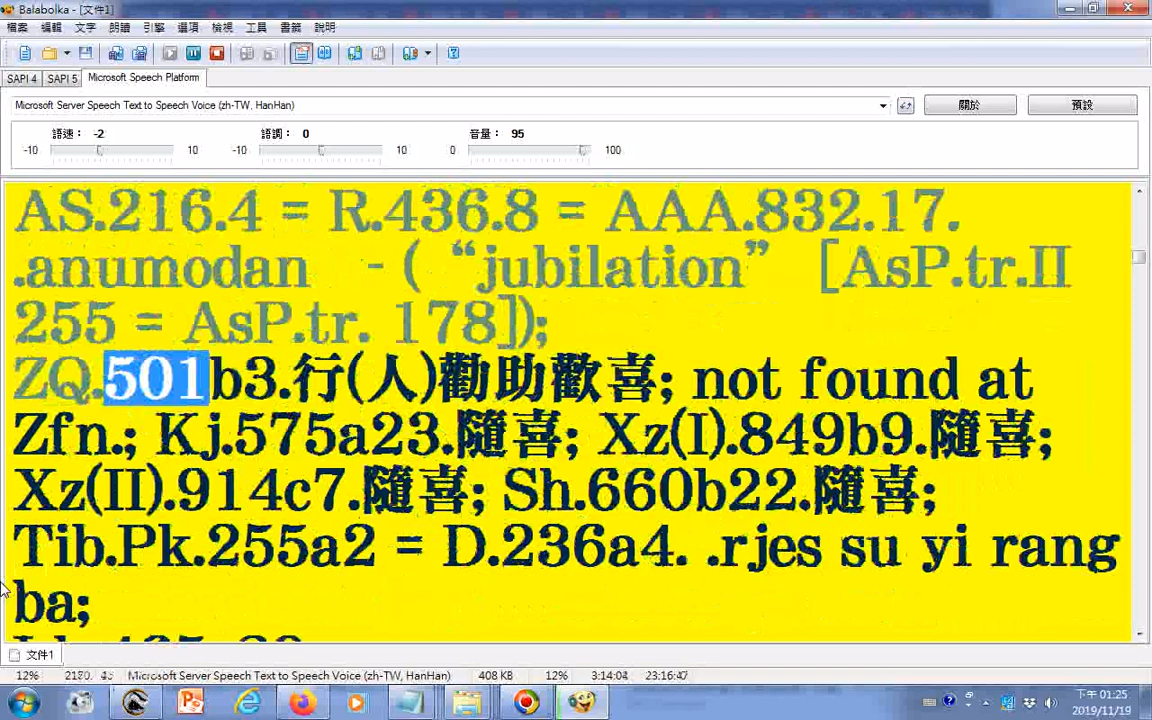 Balabolka - [文件1]
檔案 編輯 文字 朗讀 引擎 選項 檢視 工具 書籤 說明
SAPI 4 SAPI 5 Microsoft Speech Platform
Microsoft Server Speech Text to Speech Voice (zh-TW, HanHan) 關於 預設
語速： -2 語調： 0 音量： 95
-10 10 -10 10 0 100
AS.216.4 = R.436.8 = AAA.832.17.
.anumodan - ( “jubilation” [AsP.tr.II
255 = AsP.tr. 178]);
ZQ.501b3.行(人)勸助歡喜; not found at
Zfn.; Kj.575a23.隨喜; Xz(I).849b9.隨喜;
Xz(II).914c7.隨喜; Sh.660b22.隨喜;
Tib.Pk.255a2 = D.236a4. .rjes su yi rang
ba;
文件1
12% Microsoft Server Speech Text to Speech Voice (zh-TW, HanHan) 408 KB 12% 3:14:04 23:16:47
下午 01:25
2019/11/19